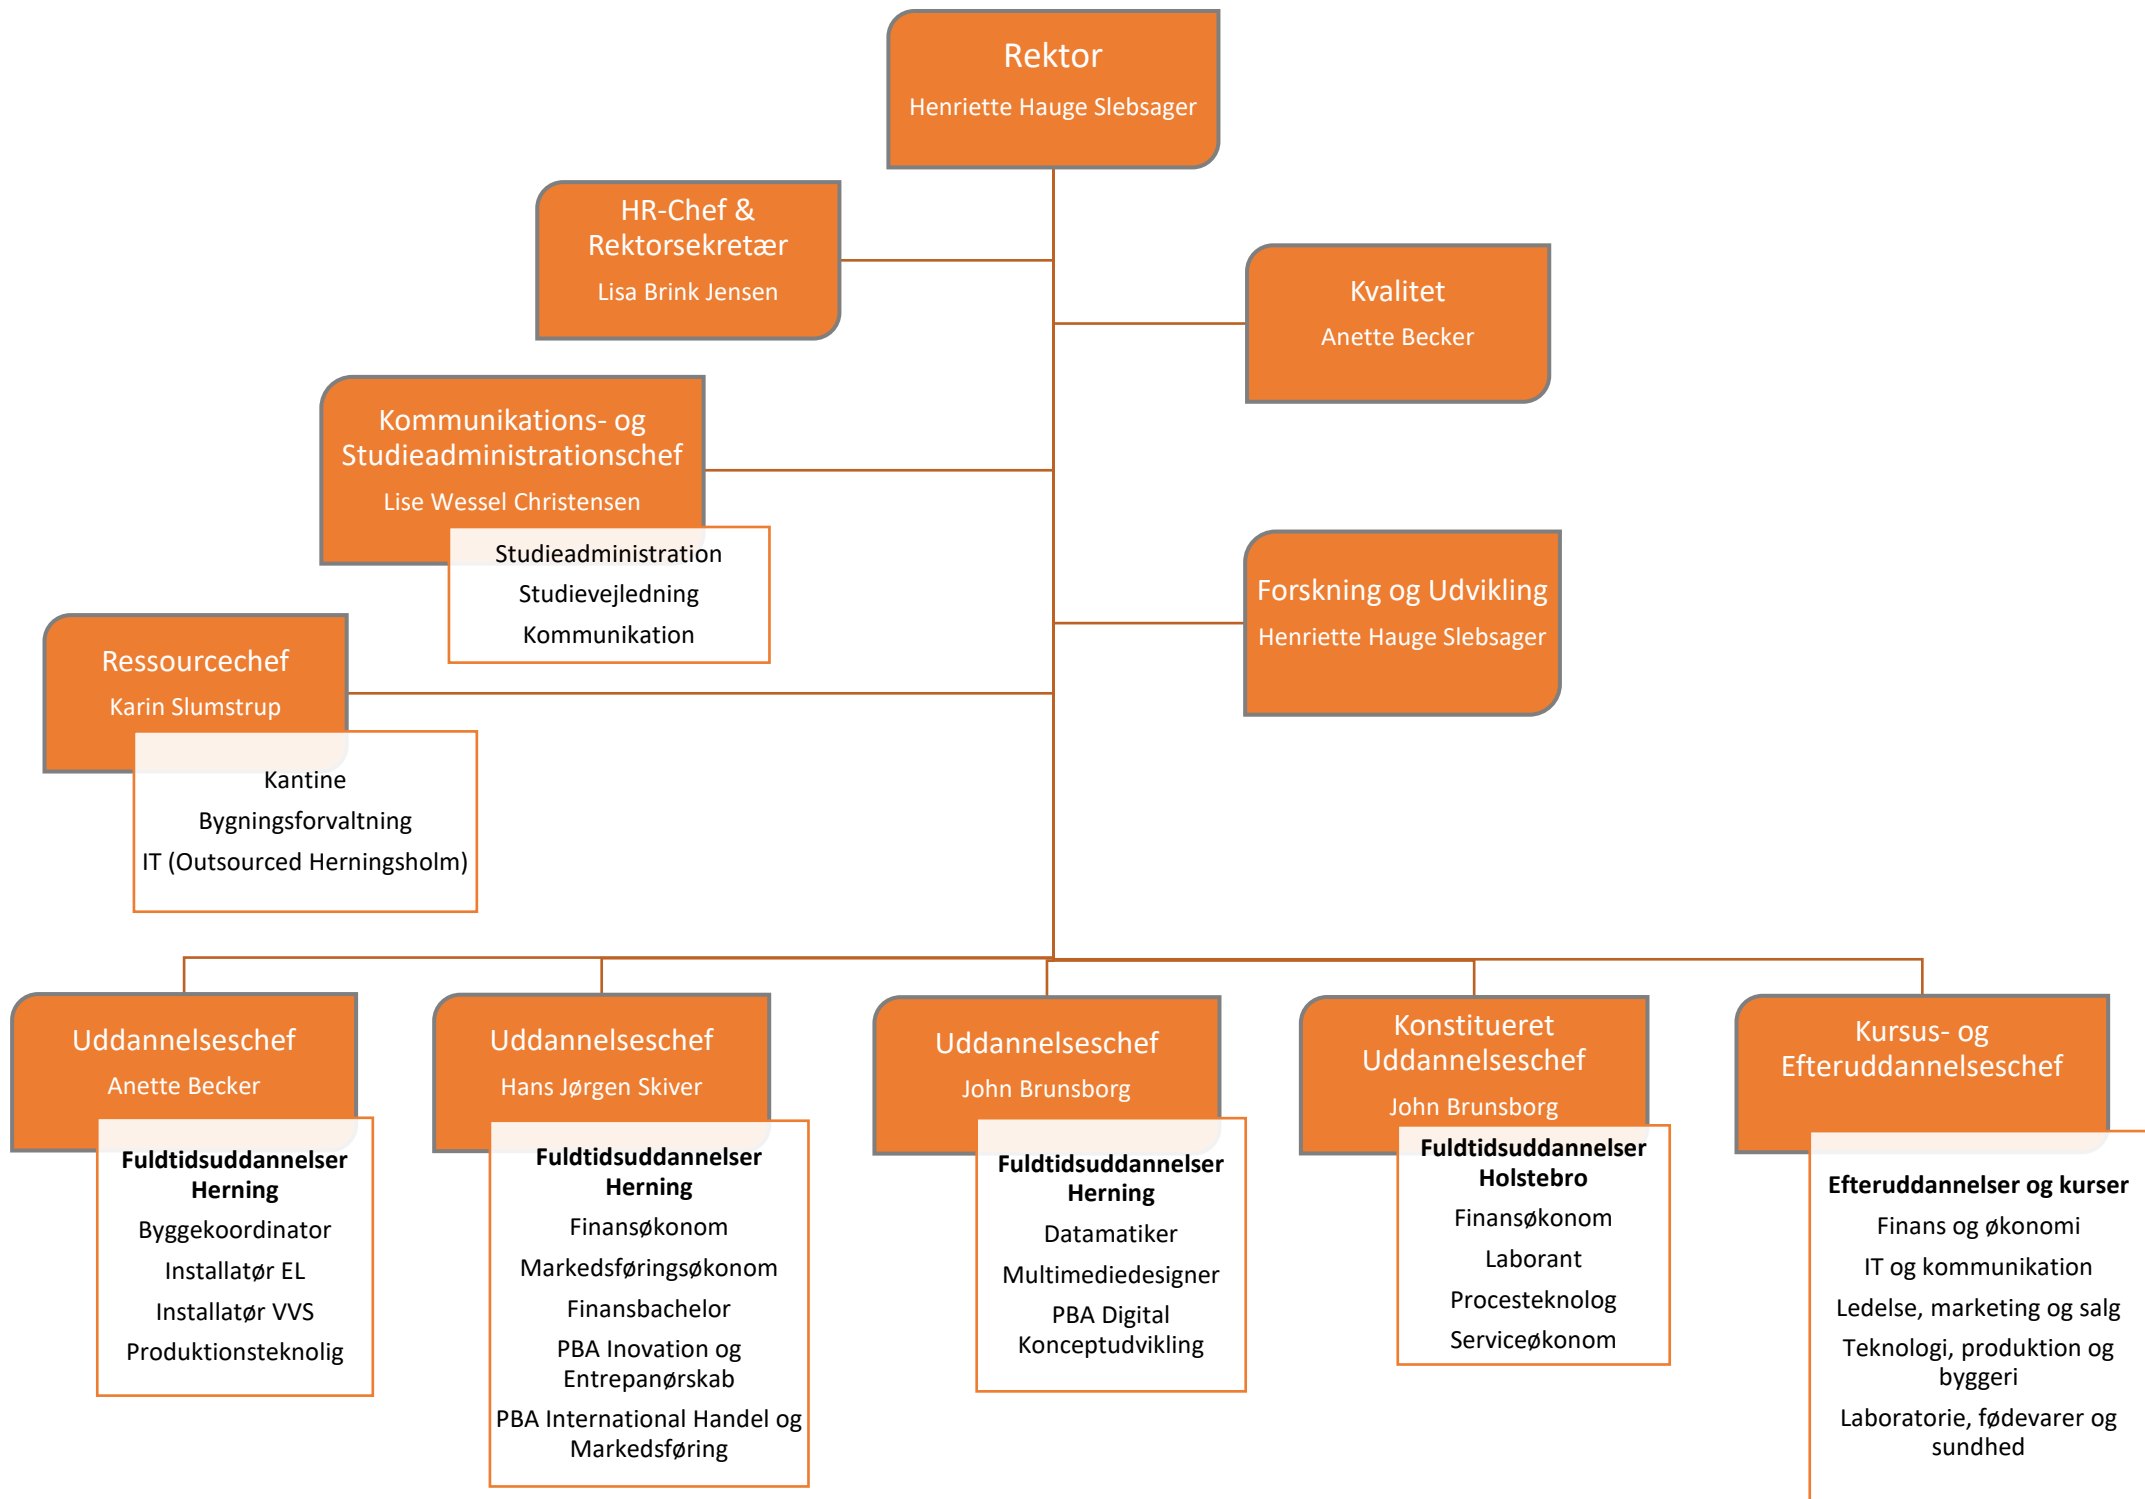 Rektor
Henriette Hauge Slebsager
HR-Chef &
Rektorsekretær
Lisa Brink Jensen
Kvalitet
Anette Becker
Kommunikations- og
Studieadministrationschef
Lise Wessel Christensen
Studieadministration
Studievejledning
Kommunikation
Forskning og Udvikling
Henriette Hauge Slebsager
Ressourcechef
Karin Slumstrup
Kantine
Bygningsforvaltning
IT (Outsourced Herningsholm)
Uddannelseschef
Anette Becker
Fuldtidsuddannelser
Herning
Byggekoordinator
Installatør EL
Installatør VVS
Produktionsteknolig
Uddannelseschef
Hans Jørgen Skiver
Fuldtidsuddannelser
Herning
Finansøkonom
Markedsføringsøkonom
Finansbachelor
PBA Inovation og
Entrepanørskab
PBA International Handel og
Markedsføring
Uddannelseschef
John Brunsborg
Fuldtidsuddannelser
Herning
Datamatiker
Multimediedesigner
PBA Digital
Konceptudvikling
Konstitueret
Uddannelseschef
John Brunsborg
Fuldtidsuddannelser
Holstebro
Finansøkonom
Laborant
Procesteknolog
Serviceøkonom
Kursus- og
Efteruddannelseschef
Efteruddannelser og kurser
Finans og økonomi
IT og kommunikation
Ledelse, marketing og salg
Teknologi, produktion og
byggeri
Laboratorie, fødevarer og
sundhed